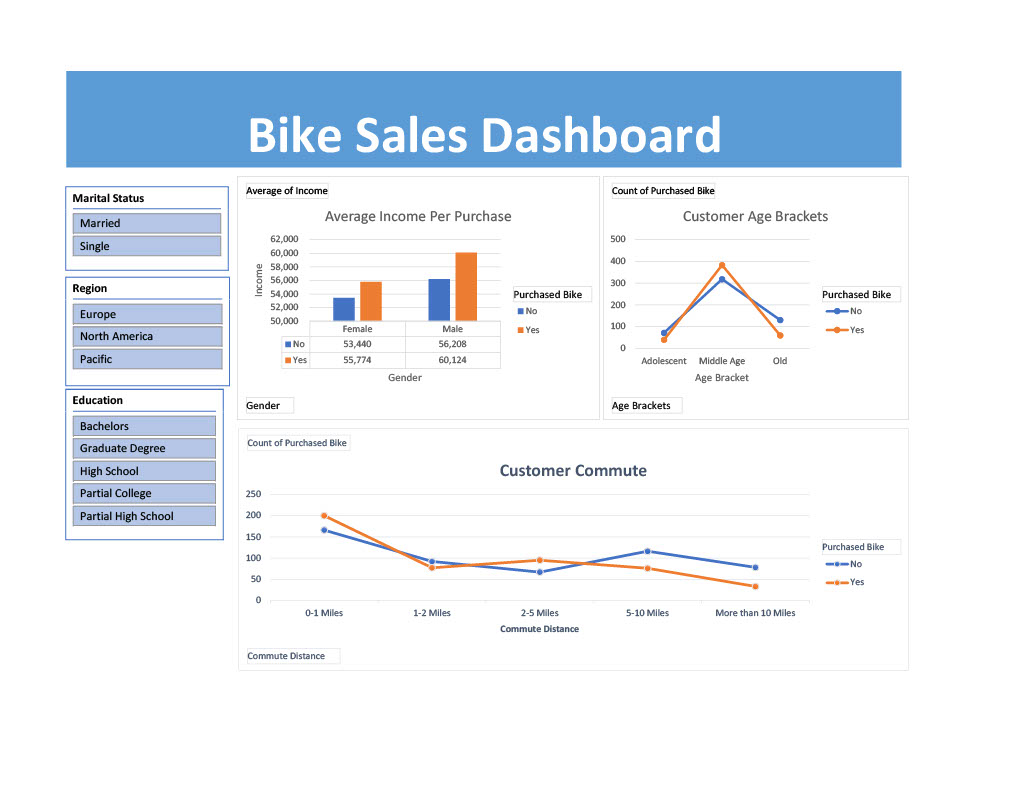 Bike Sales Dashboard
Marital Status
Married
Single
Region
Europe
North America
Pacific
Education
Bachelors
Graduate Degree
High School
Partial College
Partial High School
Average of Income
Average Income Per Purchase
62,000
60,000
58,000
56,000
54,000
52,000
50,000
Income
Female Male
No 53,440 56,208
Yes 55,774 60,124
Gender
Purchased Bike
No
Yes
Gender
Count of Purchased Bike
Customer Age Brackets
500
400
300
200
100
0
Adolescent Middle Age Old
Age Bracket
Purchased Bike
No
Yes
Age Brackets
Count of Purchased Bike
Customer Commute
250
200
150
100
50
0
0-1 Miles 1-2 Miles 2-5 Miles 5-10 Miles More than 10 Miles
Commute Distance
Purchased Bike
No
Yes
Commute Distance